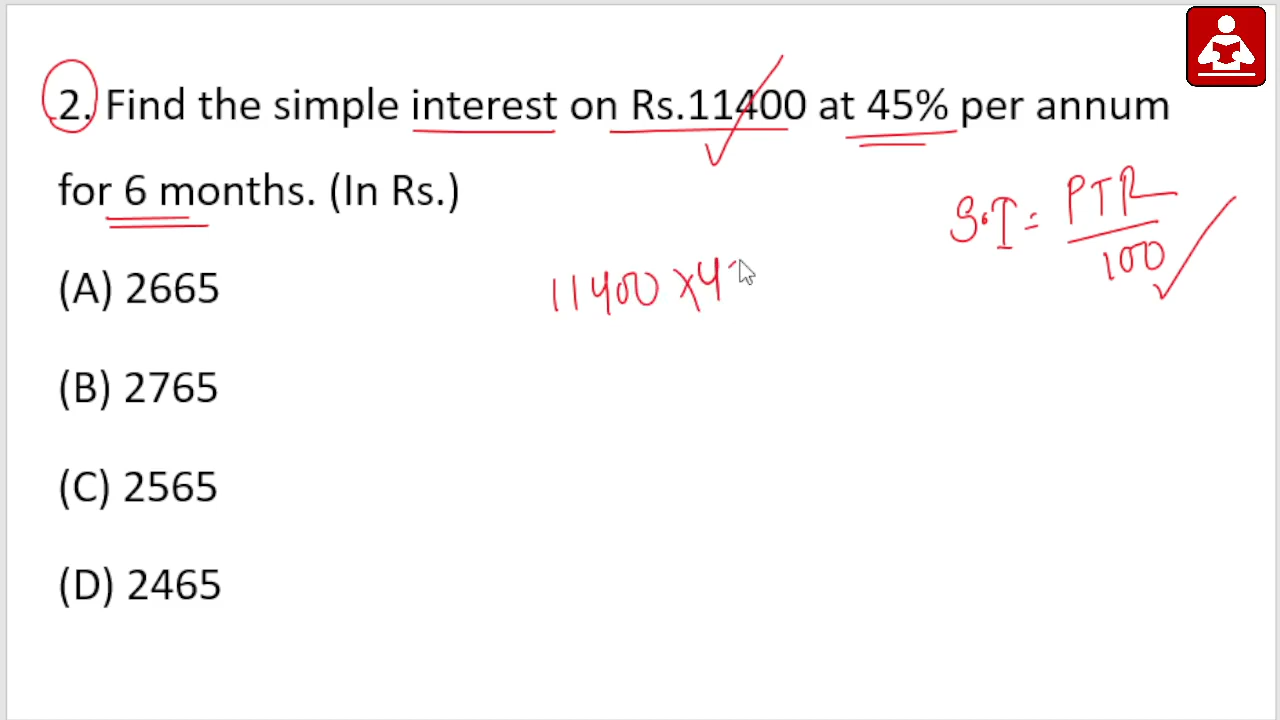 2. Find the simple interest on Rs.11400 at 45% per annum
for 6 months. (In Rs.)
S.I = PTR
100
(A) 2665
11400 x 4
(B) 2765
(C) 2565
(D) 2465